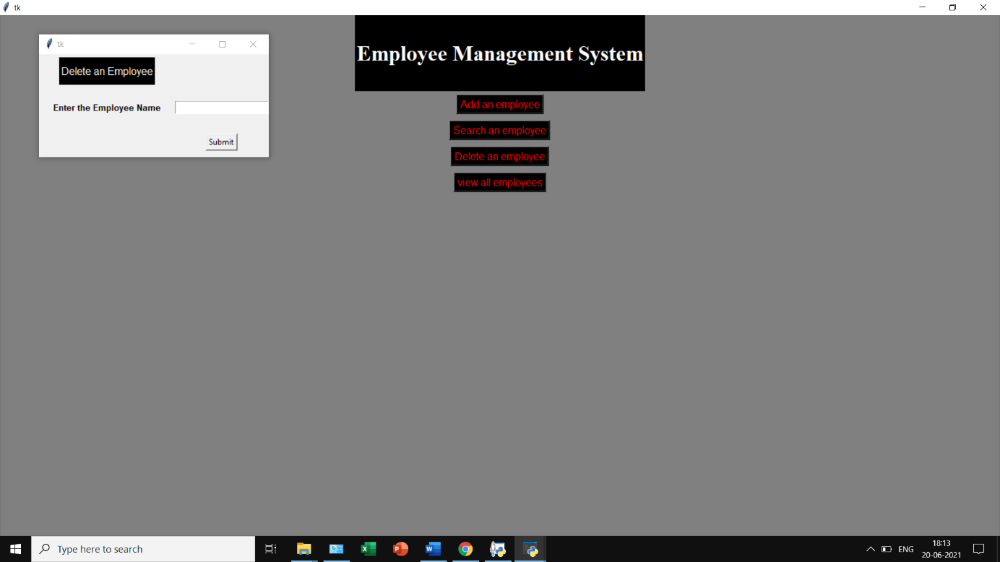 tk
tk
Delete an Employee
Enter the Employee Name
Submit
Employee Management System
Add an employee
Search an employee
Delete an employee
view all employees
Type here to search
ENG
18:13
20-06-2021